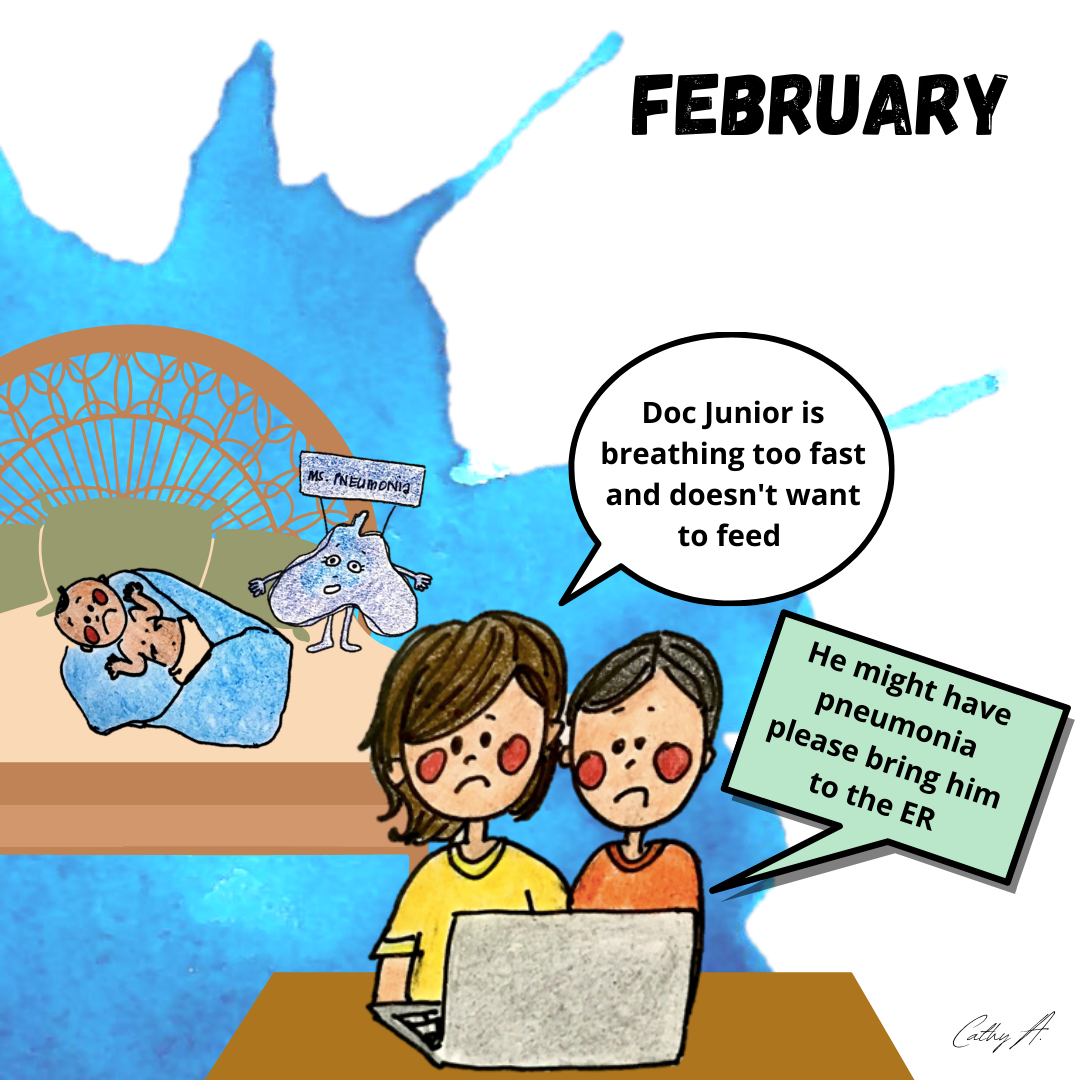 FEBRUARY
Doc Junior is
breathing too fast
and doesn't want
to feed
MS. PNEUMONIA
He might have
pneumonia
please bring him
to the ER
Cathy A.